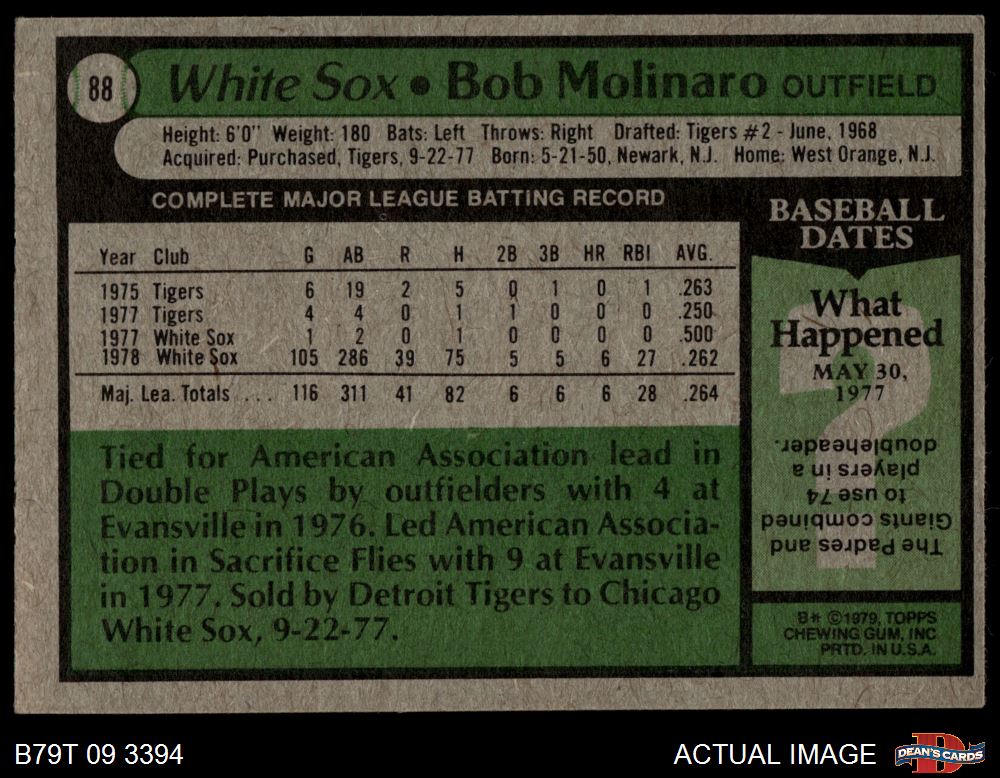 88
White Sox • Bob Molinaro OUTFIELD
Height: 6'0" Weight: 180 Bats: Left Throws: Right Drafted: Tigers #2 - June, 1968
Acquired: Purchased, Tigers, 9-22-77 Born: 5-21-50, Newark, N.J. Home: West Orange, N.J.
COMPLETE MAJOR LEAGUE BATTING RECORD
Year Club G AB R H 2B 3B HR RBI AVG.
1975 Tigers 6 19 2 5 0 1 0 1 .263
1977 Tigers 4 4 0 1 1 0 0 0 .250
1977 White Sox 1 2 0 1 0 0 0 0 .500
1978 White Sox 105 286 39 75 5 5 6 27 .262
Maj. Lea. Totals . . . 116 311 41 82 6 6 6 28 .264
Tied for American Association lead in
Double Plays by outfielders with 4 at
Evansville in 1976. Led American Associa-
tion in Sacrifice Flies with 9 at Evansville
in 1977. Sold by Detroit Tigers to Chicago
White Sox, 9-22-77.
BASEBALL
DATES
What
Happened
MAY 30,
1977
?
The Padres and
Giants combined
to use 74
players in a
doubleheader.
B* ©1979, TOPPS
CHEWING GUM, INC
PRTD. IN U.S.A.
B79T 09 3394
ACTUAL IMAGE
D
DEAN'S CARDS